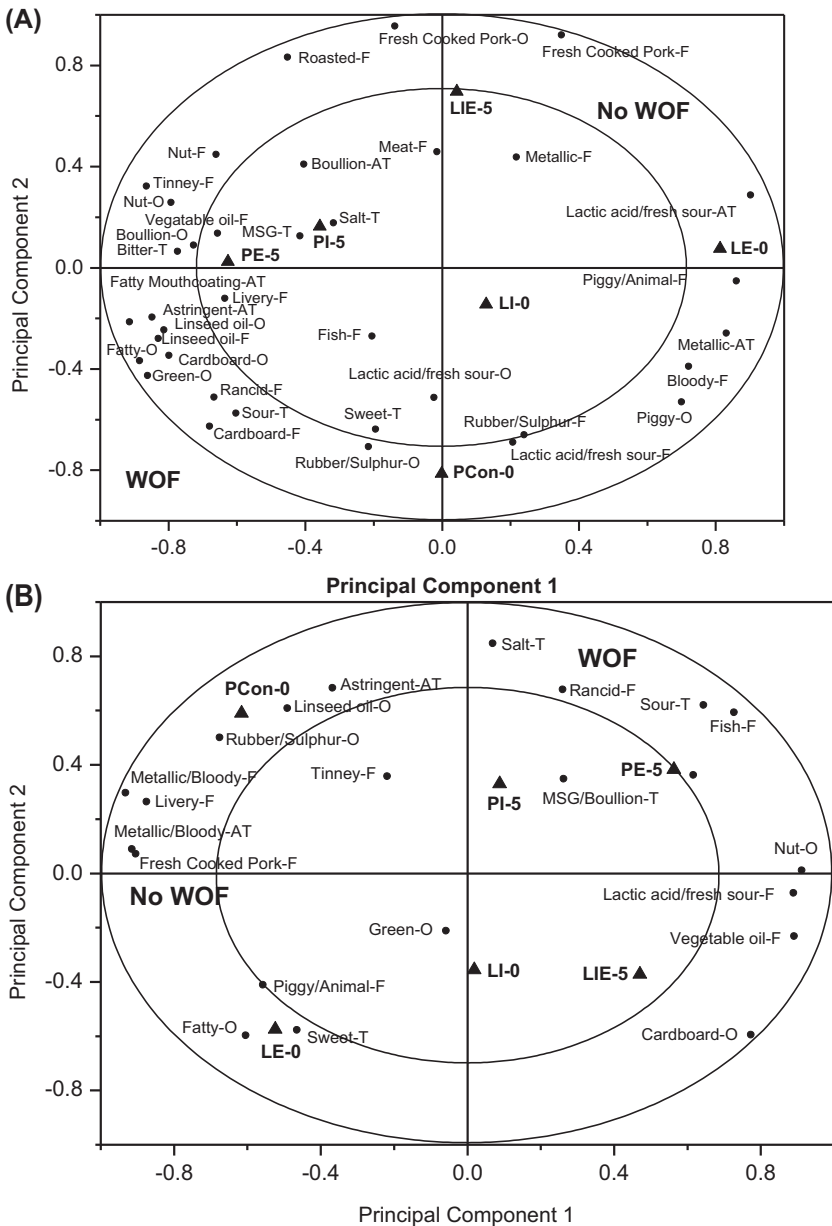 (A)
Fresh Cooked Pork-O
Fresh Cooked Pork-F
0.8
Roasted-F
LIE-5
No WOF
Nut-F
Meat-F
Metallic-F
0.4
Boullion-AT
Tinney-F
Nut-O
Vegatable oil-F
MSG-T
Salt-T
Lactic acid/fresh sour-AT
Boullion-O
Bitter-T
PE-5
PI-5
LE-0
0.0
Fatty Mouthcoating-AT
Piggy/Animal-F
Livery-F
LI-0
Astringent-AT
Linseed oil-O
Linseed oil-F
Fish-F
Metallic-AT
Fatty-O
Cardboard-O
-0.4
Green-O
Lactic acid/fresh sour-O
Bloody-F
Rancid-F
Piggy-O
Sour-T
Sweet-T
Rubber/Sulphur-F
Cardboard-F
Rubber/Sulphur-O
Lactic acid/fresh sour-F
WOF
PCon-0
-0.8
Principal Component 2
-0.8
-0.4
0.0
0.4
0.8
Principal Component 1
(B)
0.8
Salt-T
WOF
PCon-0
Astringent-AT
Rancid-F
Linseed oil-O
Sour-T
Fish-F
Rubber/Sulphur-O
0.4
Metallic/Bloody-F
Tinney-F
PE-5
Livery-F
PI-5
MSG/Boullion-T
Metallic/Bloody-AT
Fresh Cooked Pork-F
Nut-O
0.0
No WOF
Lactic acid/fresh sour-F
Green-O
Vegetable oil-F
LI-0
LIE-5
-0.4
Piggy/Animal-F
Fatty-O
LE-0
Sweet-T
Cardboard-O
-0.8
Principal Component 2
-0.8
-0.4
0.0
0.4
0.8
Principal Component 1